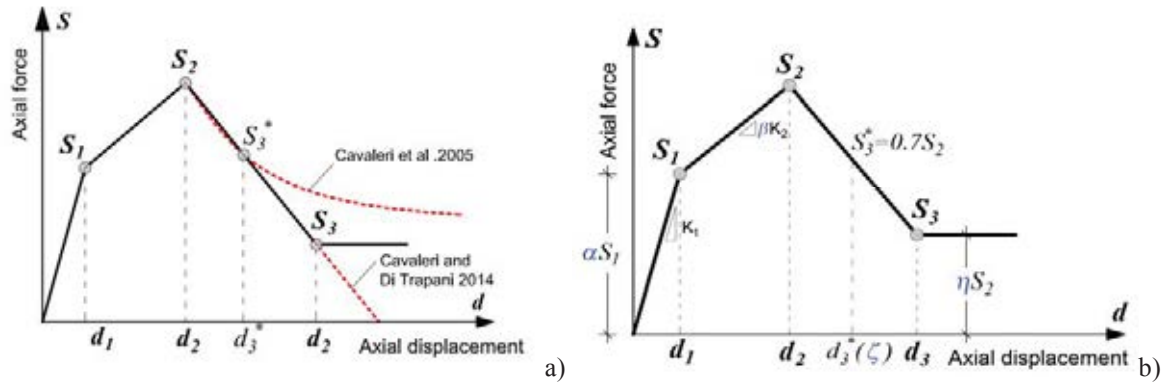 S
Axial force
S₂
S₁
S₃*
Cavaleri et al .2005
S₃
Cavaleri and
Di Trapani 2014
d
d₁ d₂ d₃* d₂
Axial displacement
a)
S
Axial force
S₂
βK₂
S₁
S₃*=0.7S₂
K₁
S₃
αS₁
ηS₂
d
d₁ d₂ d₃*(ζ) d₃
Axial displacement
b)